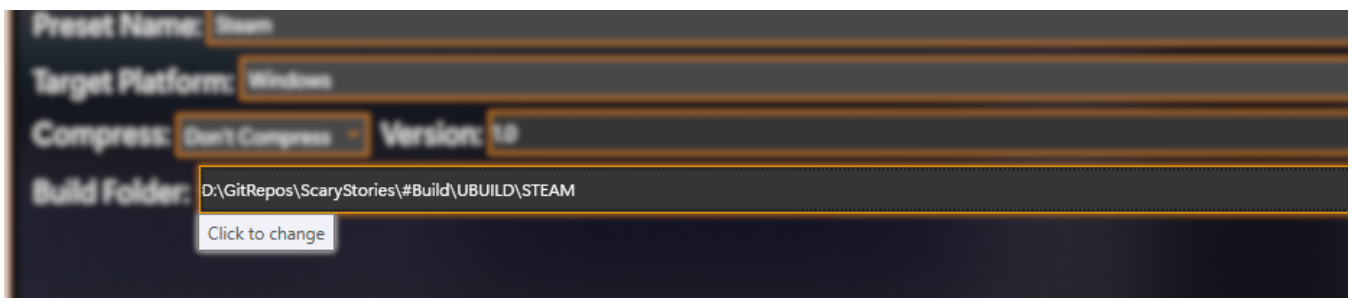 Preset Name: Steam
Target Platform: Windows
Compress: Don't Compress Version: 1.0
Build Folder: D:\GitRepos\ScaryStories\#Build\UBUILD\STEAM
Click to change